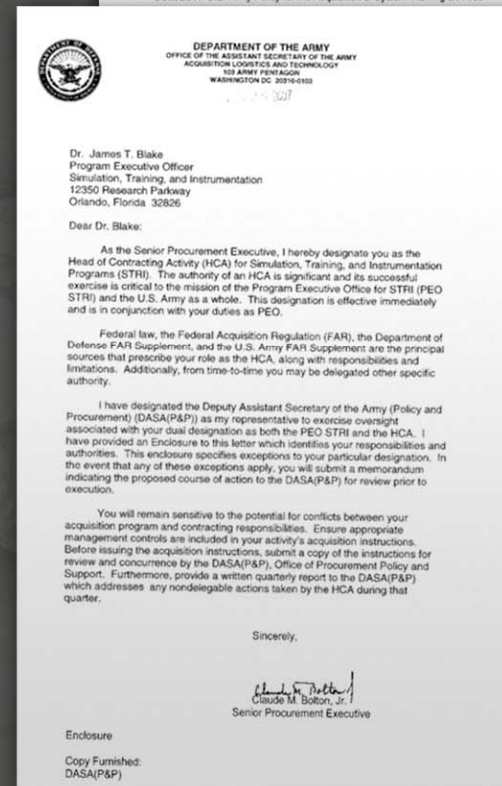 DEPARTMENT OF THE ARMY
OFFICE OF THE ASSISTANT SECRETARY OF THE ARMY
ACQUISITION LOGISTICS AND TECHNOLOGY
103 ARMY PENTAGON
WASHINGTON DC 20310-0103
Dr. James T. Blake
Program Executive Officer
Simulation, Training, and Instrumentation
12350 Research Parkway
Orlando, Florida 32826
Dear Dr. Blake:
As the Senior Procurement Executive, I hereby designate you as the
Head of Contracting Activity (HCA) for Simulation, Training, and Instrumentation
Programs (STRI). The authority of an HCA is significant and its successful
exercise is critical to the mission of the Program Executive Office for STRI (PEO
STRI) and the U.S. Army as a whole. This designation is effective immediately
and is in conjunction with your duties as PEO.
Federal law, the Federal Acquisition Regulation (FAR), the Department of
Defense FAR Supplement, and the U.S. Army FAR Supplement are the principal
sources that prescribe your role as the HCA, along with responsibilities and
limitations. Additionally, from time-to-time you may be delegated other specific
authority.
I have designated the Deputy Assistant Secretary of the Army (Policy and
Procurement) (DASA(P&P)) as my representative to exercise oversight
associated with your dual designation as both the PEO STRI and the HCA. I
have provided an Enclosure to this letter which identifies your responsibilities and
authorities. This enclosure specifies exceptions to your particular designation. In
the event that any of these exceptions apply, you will submit a memorandum
indicating the proposed course of action to the DASA(P&P) for review prior to
execution.
You will remain sensitive to the potential for conflicts between your
acquisition program and contracting responsibilities. Ensure appropriate
management controls are included in your activity's acquisition instructions.
Before issuing the acquisition instructions, submit a copy of the instructions for
review and concurrence by the DASA(P&P), Office of Procurement Policy and
Support. Furthermore, provide a written quarterly report to the DASA(P&P)
which addresses any nondelegable actions taken by the HCA during that
quarter.
Sincerely,
Claude M. Bolton, Jr.
Senior Procurement Executive
Enclosure
Copy Furnished:
DASA(P&P)